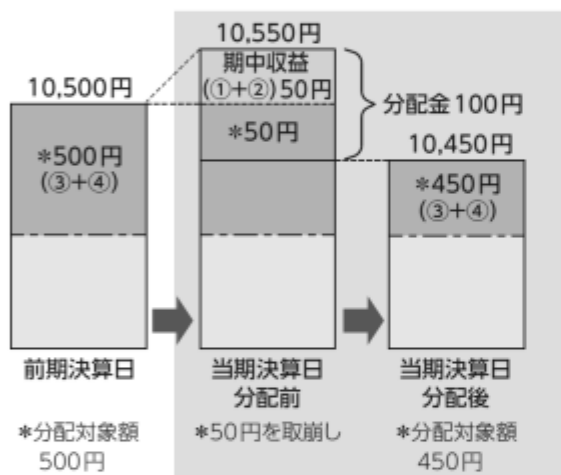 10,550円
期中収益
(①+②)50円
10,500円
分配金100円
*50円
10,450円
*500円
(③+④)
*450円
(③+④)
前期決算日
当期決算日
分配前
当期決算日
分配後
*分配対象額
500円
*50円を取崩し
*分配対象額
450円